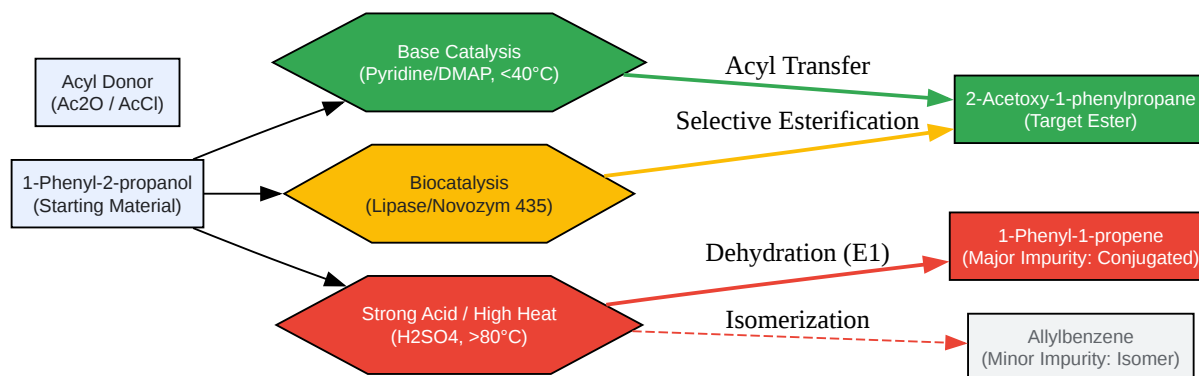 Acyl Donor
(Ac2O / AcCl)
1-Phenyl-2-propanol
(Starting Material)
Base Catalysis
(Pyridine/DMAP, <40°C)
Biocatalysis
(Lipase/Novozym 435)
Strong Acid / High Heat
(H2SO4, >80°C)
Acyl Transfer
Selective Esterification
Dehydration (E1)
Isomerization
2-Acetoxy-1-phenylpropane
(Target Ester)
1-Phenyl-1-propene
(Major Impurity: Conjugated)
Allylbenzene
(Minor Impurity: Isomer)